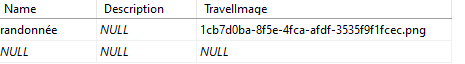 Name Description TravelImage
randonnée NULL 1cb7d0ba-8f5e-4fca-afdf-3535f9f1fcec.png
NULL NULL NULL